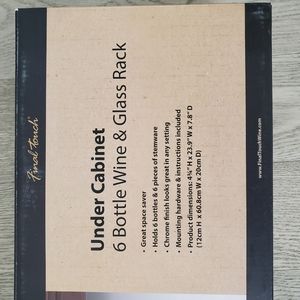 Final Touch®
Under Cabinet
6 Bottle Wine & Glass Rack
• Great space saver
• Holds 6 bottles & 6 pieces of stemware
• Chrome finish looks great in any setting
• Mounting hardware & instructions included
• Product dimensions: 4¾" H x 23.9" W x 7.8" D
(12cm H x 60.8cm W x 20cm D)
www.FinalTouchWine.com